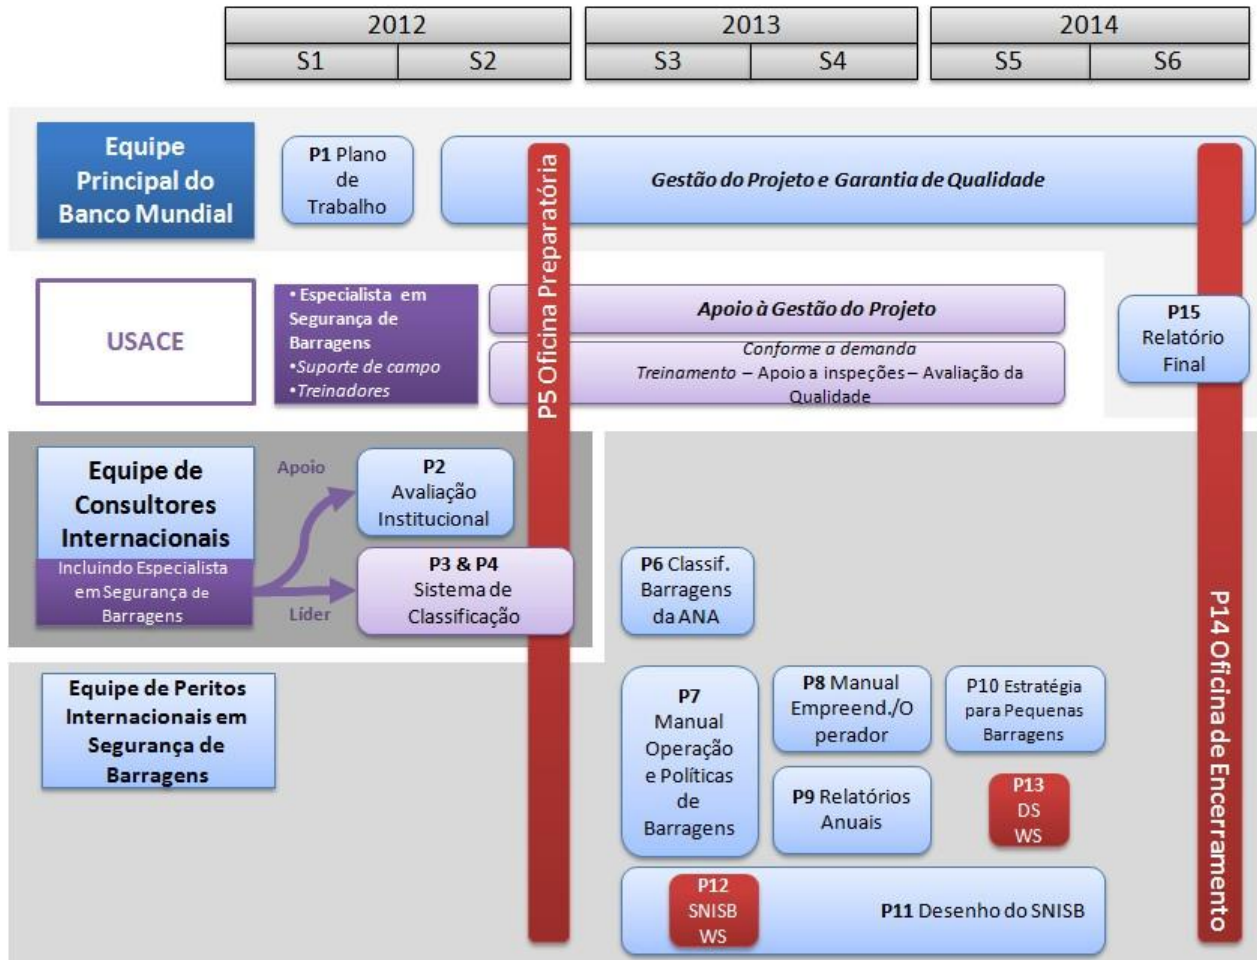 2012
2013
2014
S1
S2
S3
S4
S5
S6
Equipe
Principal do
Banco Mundial
P1 Plano
de
Trabalho
Gestão do Projeto e Garantia de Qualidade
P5 Oficina Preparatória
USACE
• Especialista em
Segurança de
Barragens
•Suporte de campo
•Treinadores
Apoio à Gestão do Projeto
Conforme a demanda
Treinamento – Apoio a inspeções – Avaliação da
Qualidade
P15
Relatório
Final
Equipe de
Consultores
Internacionais
Incluindo Especialista
em Segurança de
Barragens
Apoio
Líder
P2
Avaliação
Institucional
P3 & P4
Sistema de
Classificação
P6 Classif.
Barragens
da ANA
P14 Oficina de Encerramento
Equipe de Peritos
Internacionais em
Segurança de
Barragens
P7
Manual
Operação
e Políticas
de
Barragens
P8 Manual
Empreend./O
perador
P9 Relatórios
Anuais
P10 Estratégia
para Pequenas
Barragens
P13
DS
WS
P12
SNISB
WS
P11 Desenho do SNISB